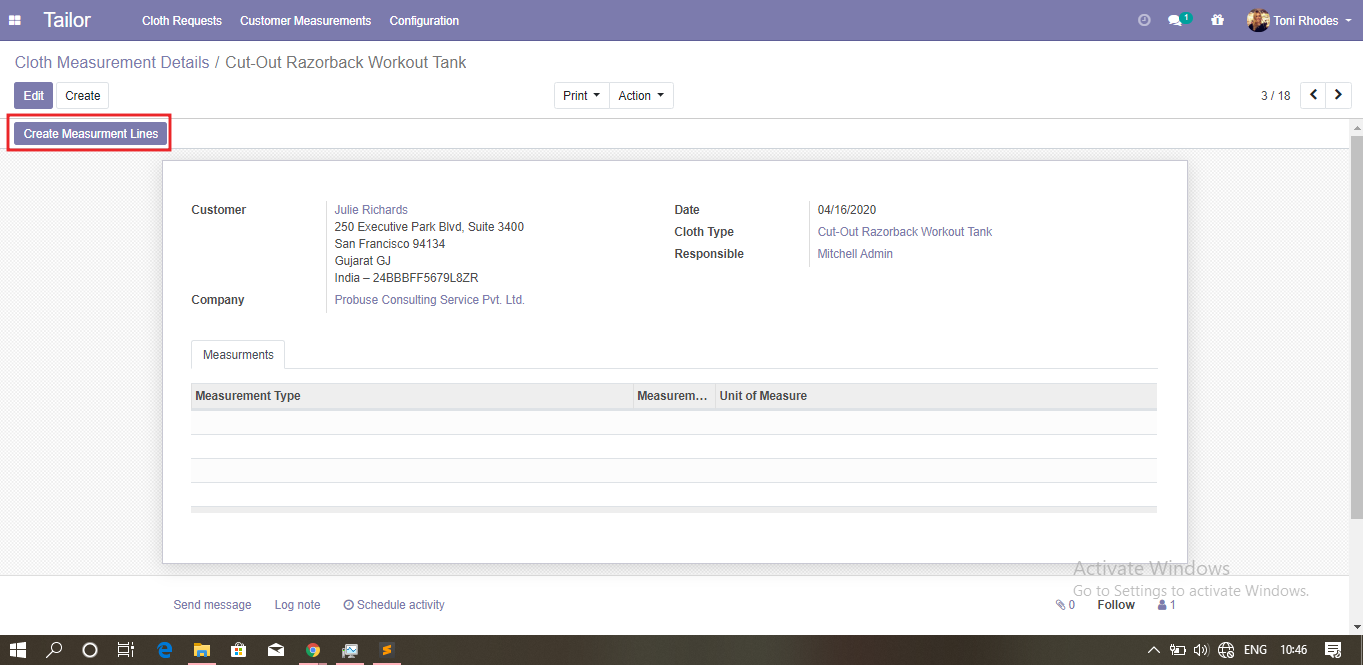 Tailor Cloth Requests Customer Measurements Configuration 1 Toni Rhodes
Cloth Measurement Details / Cut-Out Razorback Workout Tank
Edit Create Print Action 3 / 18
Create Measurment Lines
Customer Julie Richards
250 Executive Park Blvd, Suite 3400
San Francisco 94134
Gujarat GJ
India – 24BBBFF5679L8ZR
Company Probuse Consulting Service Pvt. Ltd.
Date 04/16/2020
Cloth Type Cut-Out Razorback Workout Tank
Responsible Mitchell Admin
Measurments
Measurement Type Measurem... Unit of Measure
Activate Windows
Go to Settings to activate Windows.
Send message Log note Schedule activity 0 Follow 1
ENG 10:46